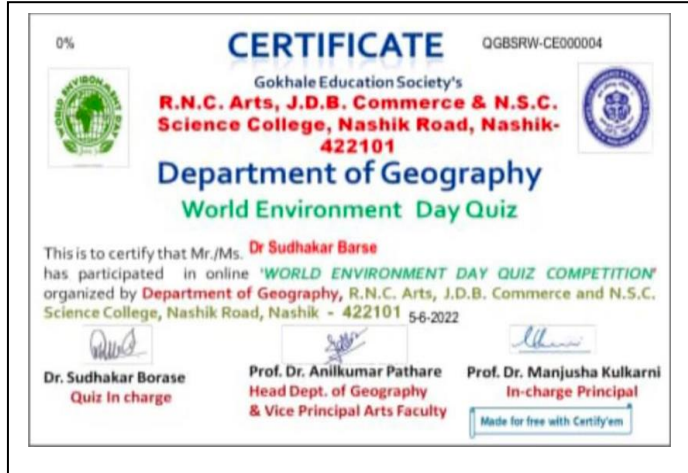 0%
CERTIFICATE
QGBSRW-CE000004
Gokhale Education Society's
R.N.C. Arts, J.D.B. Commerce & N.S.C.
Science College, Nashik Road, Nashik-
422101
WORLD ENVIRONMENT DAY
Department of Geography
World Environment Day Quiz
This is to certify that Mr./Ms. Dr Sudhakar Barse
has participated in online 'WORLD ENVIRONMENT DAY QUIZ COMPETITION'
organized by Department of Geography, R.N.C. Arts, J.D.B. Commerce and N.S.C.
Science College, Nashik Road, Nashik - 422101 5-6-2022
Dr. Sudhakar Borase
Quiz In charge
Prof. Dr. Anilkumar Pathare
Head Dept. of Geography
& Vice Principal Arts Faculty
Prof. Dr. Manjusha Kulkarni
In-charge Principal
Made for free with Certify'em